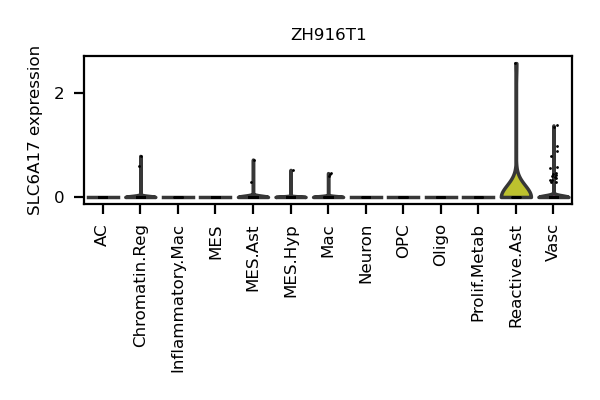 ZH916T1
SLC6A17 expression
2
0
AC
Chromatin.Reg
Inflammatory.Mac
MES
MES.Ast
MES.Hyp
Mac
Neuron
OPC
Oligo
Prolif.Metab
Reactive.Ast
Vasc